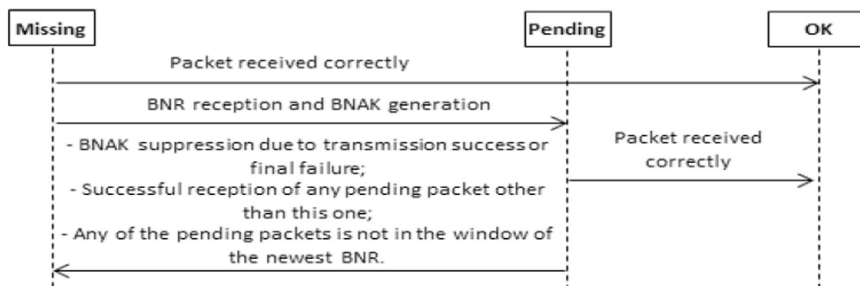 Missing
Pending
OK
Packet received correctly
BNR reception and BNAK generation
- BNAK suppression due to transmission success or
final failure;
- Successful reception of any pending packet other
than this one;
- Any of the pending packets is not in the window of
the newest BNR.
Packet received
correctly